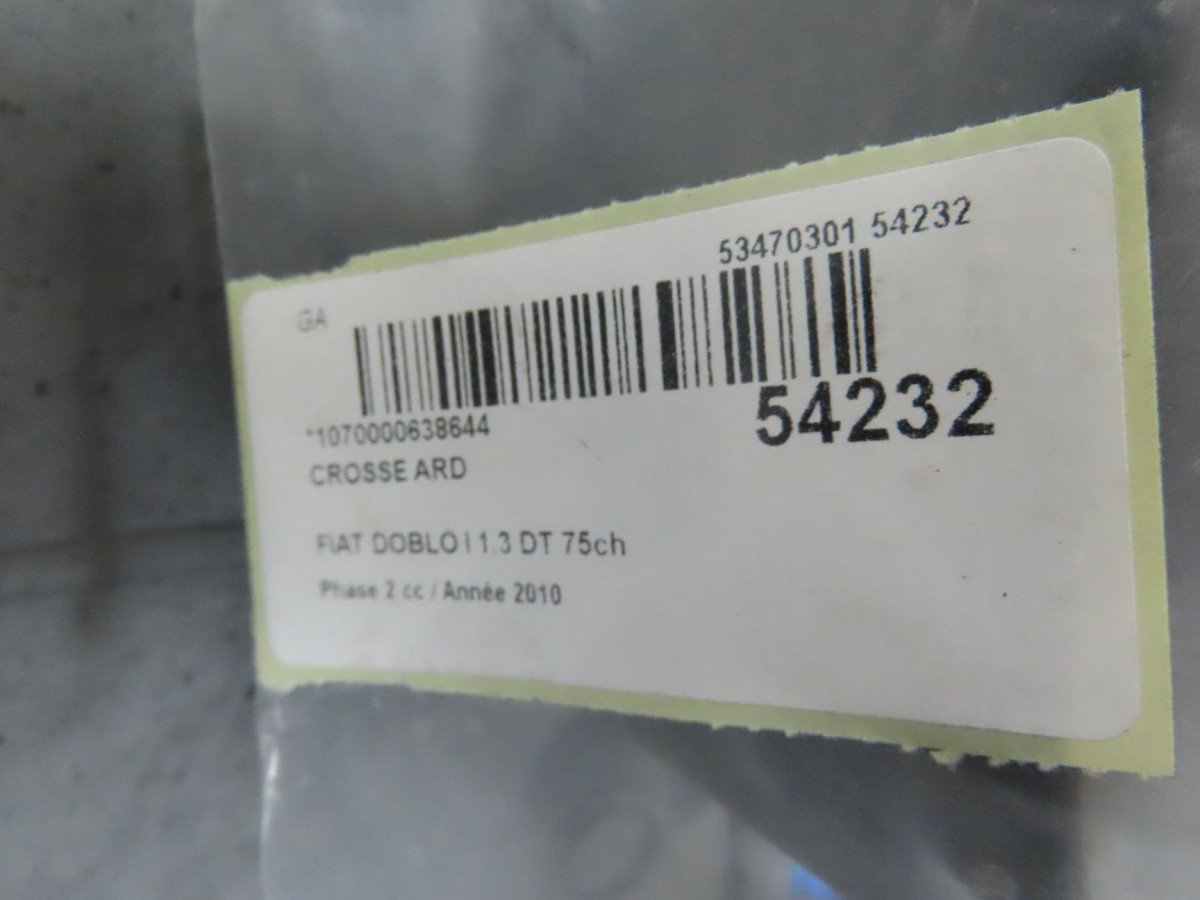 53470301 54232
GA
54232
*1070000638644
CROSSE ARD
FIAT DOBLO I 1.3 DT 75ch
Phase 2 cc / Année 2010